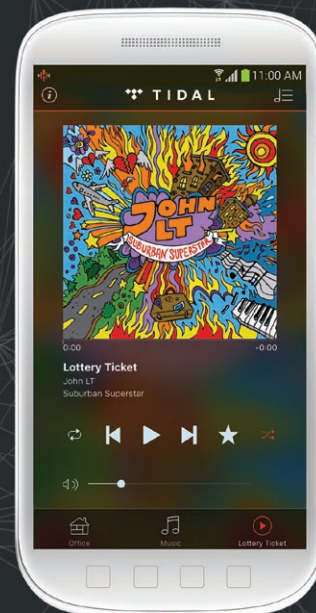 11:00 AM
TIDAL
JOHN
LT
SUBURBAN SUPERSTAR
0:00 -0:00
Lottery Ticket
John LT
Suburban Superstar
Office Music Lottery Ticket